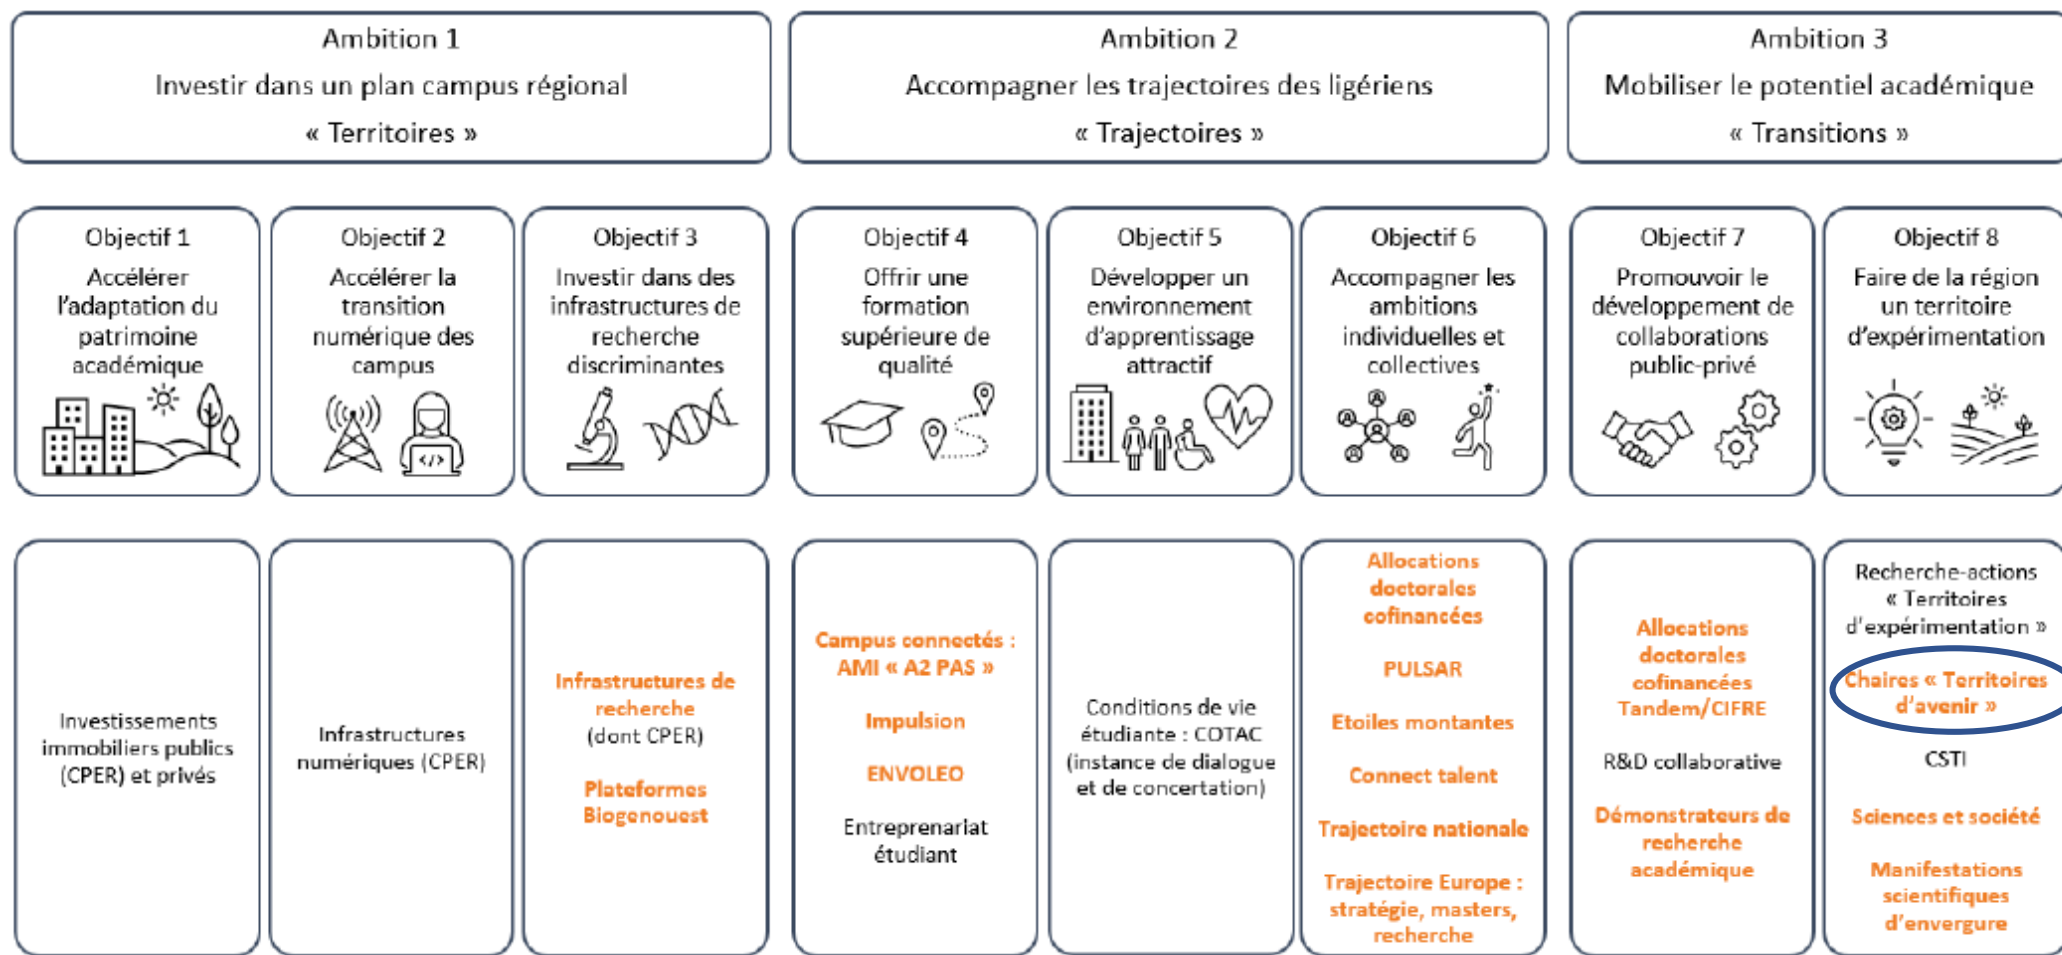 Ambition 1
Investir dans un plan campus régional
« Territoires »
Ambition 2
Accompagner les trajectoires des ligériens
« Trajectoires »
Ambition 3
Mobiliser le potentiel académique
« Transitions »
Objectif 1
Accélérer
l'adaptation du
patrimoine
académique
Objectif 2
Accélérer la
transition
numérique des
campus
</>
Objectif 3
Investir dans des
infrastructures de
recherche
discriminantes
Objectif 4
Offrir une
formation
supérieure de
qualité
Objectif 5
Développer un
environnement
d'apprentissage
attractif
Objectif 6
Accompagner les
ambitions
individuelles et
collectives
Objectif 7
Promouvoir le
développement de
collaborations
public-privé
Objectif 8
Faire de la région
un territoire
d'expérimentation
Investissements
immobiliers publics
(CPER) et privés
Infrastructures
numériques (CPER)
Infrastructures de
recherche
(dont CPER)
Plateformes
Biogenouest
Campus connectés :
AMI « A2 PAS »
Impulsion
ENVOLEO
Entreprenariat
étudiant
Conditions de vie
étudiante : COTAC
(instance de dialogue
et de concertation)
Allocations
doctorales
cofinancées
PULSAR
Etoiles montantes
Connect talent
Trajectoire nationale
Trajectoire Europe :
stratégie, masters,
recherche
Allocations
doctorales
cofinancées
Tandem/CIFRE
R&D collaborative
Démonstrateurs de
recherche
académique
Recherche-actions
« Territoires
d'expérimentation »
Chaires « Territoires
d'avenir »
CSTI
Sciences et société
Manifestations
scientifiques
d'envergure